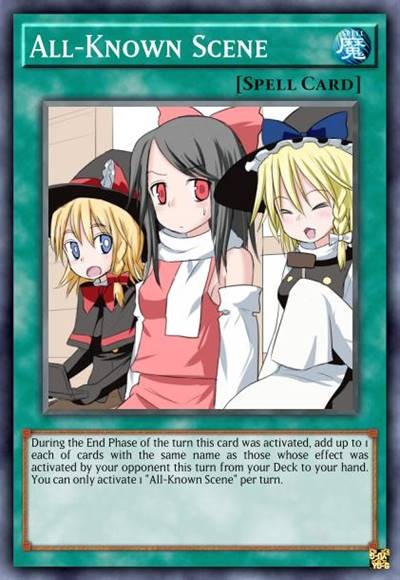 All-Known Scene
魔
[Spell Card]
During the End Phase of the turn this card was activated, add up to 1
each of cards with the same name as those whose effect was
activated by your opponent this turn from your Deck to your hand.
You can only activate 1 "All-Known Scene" per turn.